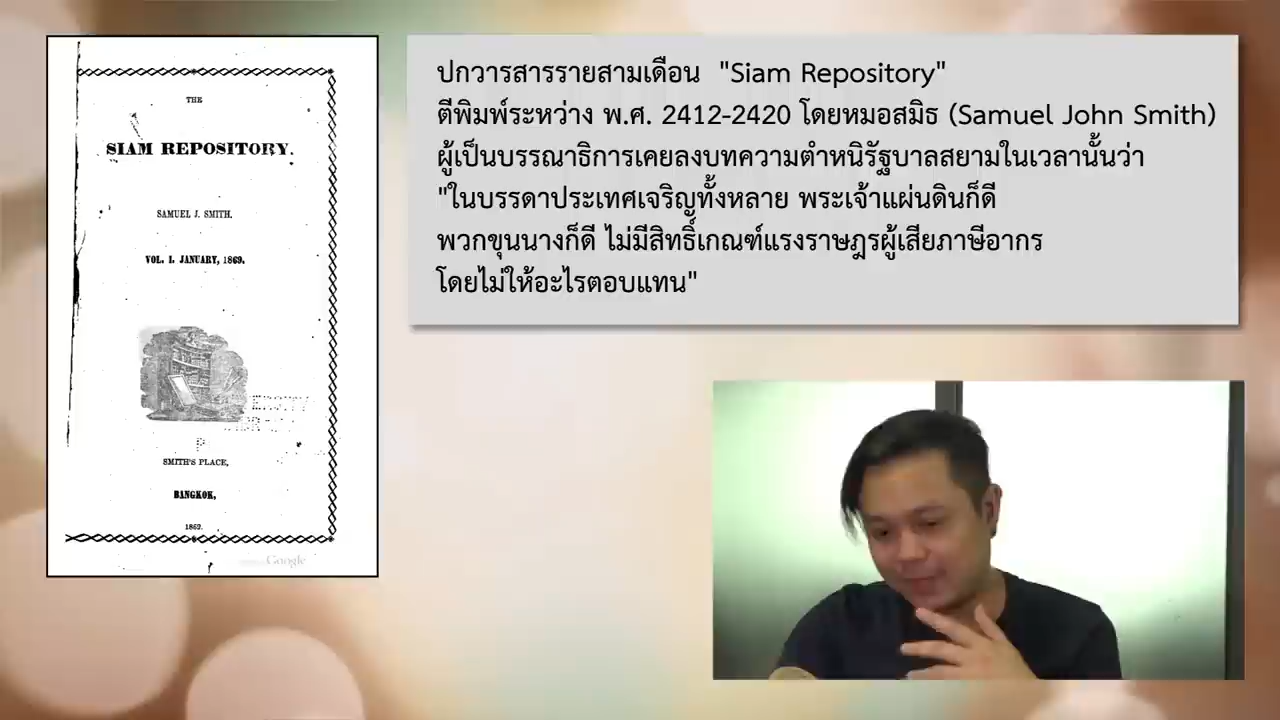 THE
SIAM REPOSITORY.
SAMUEL J. SMITH.
VOL. I. JANUARY, 1869.
SMITH'S PLACE,
BANGKOK,
1869.
Google
ปกวารสารรายสามเดือน "Siam Repository"
ตีพิมพ์ระหว่าง พ.ศ. 2412-2420 โดยหมอสมิธ (Samuel John Smith)
ผู้เป็นบรรณาธิการเคยลงบทความตำหนิรัฐบาลสยามในเวลานั้นว่า
"ในบรรดาประเทศเจริญทั้งหลาย พระเจ้าแผ่นดินก็ดี
พวกขุนนางก็ดี ไม่มีสิทธิ์เกณฑ์แรงราษฎรผู้เสียภาษีอากร
โดยไม่ให้อะไรตอบแทน"